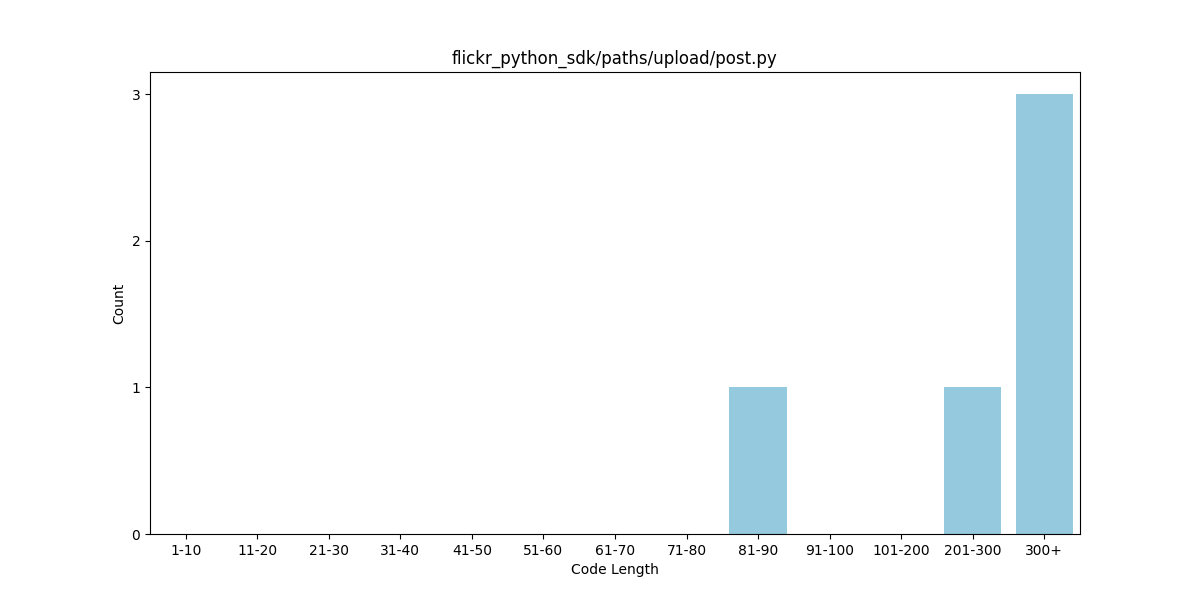 flickr_python_sdk/paths/upload/post.py
3
2
1
0
Count
1-10 11-20 21-30 31-40 41-50 51-60 61-70 71-80 81-90 91-100 101-200 201-300 300+
Code Length